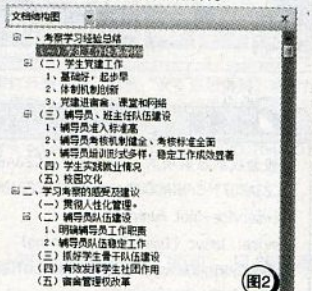 文档结构图
一、考察学习经验总结
(一)学生工作体制机制
(二)学生党建工作
1、基础好，起步早
2、体制机制创新
3、党建进宿舍、课堂和网络
(三)辅导员、班主任队伍建设
1、辅导员准入标准高
2、辅导员考核机制健全、考核标准全面
3、辅导员培训形式多样，稳定工作成效显著
(四)学生实践就业情况
(五)校园文化
二、学习考察的感受及建议
(一)贯彻人性化管理。
(二)辅导员队伍建设
1、明确辅导员工作职责
2、辅导员队伍稳定工作
(三)抓好学生骨干队伍建设
(四)有效发挥学生社团作用
(五)宿舍管理权改革
图2